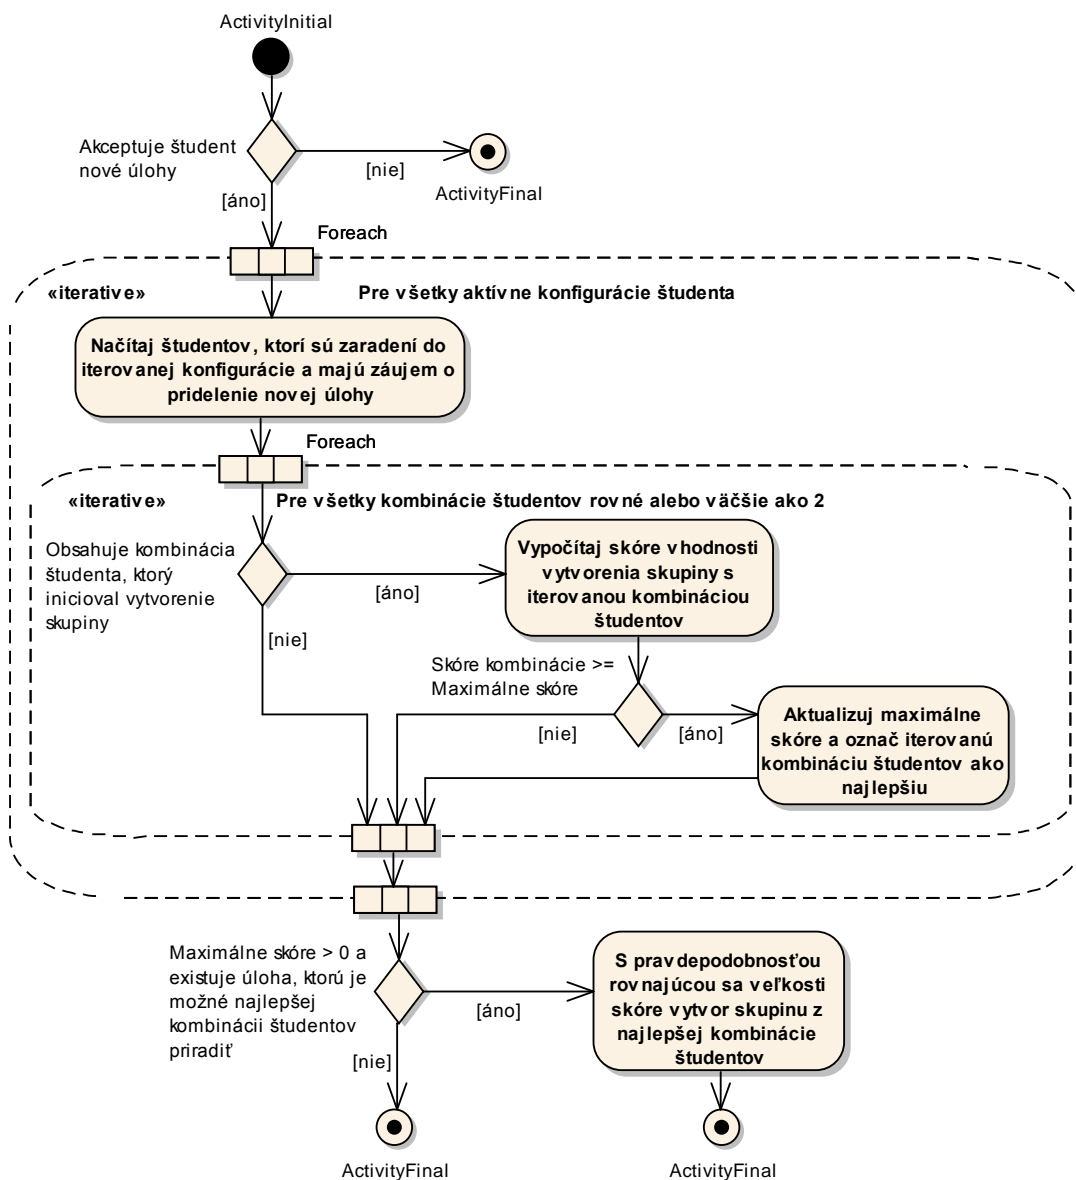 ActivityInitial
Akceptuje študent
nové úlohy
[nie]
ActivityFinal
[áno]
Foreach
«iterative»
Pre všetky aktívne konfigurácie študenta
Načítaj študentov, ktorí sú zaradení do
iterovanej konfigurácie a majú záujem o
pridelenie novej úlohy
Foreach
«iterative»
Pre všetky kombinácie študentov rovné alebo väčšie ako 2
Obsahuje kombinácia
študenta, ktorý
inicioval vytvorenie
skupiny
[áno]
[nie]
Vypočítaj skóre vhodnosti
vytvorenia skupiny s
iterovanou kombináciou
študentov
Skóre kombinácie >=
Maximálne skóre
[nie]
[áno]
Aktualizuj maximálne
skóre a označ iterovanú
kombináciu študentov ako
najlepšiu
Maximálne skóre > 0 a
existuje úloha, ktorú je
možné najlepšej
kombinácii študentov
priradiť
[áno]
[nie]
S pravdepodobnosťou
rovnajúcou sa veľkosti
skóre vytvor skupinu z
najlepšej kombinácie
študentov
ActivityFinal
ActivityFinal